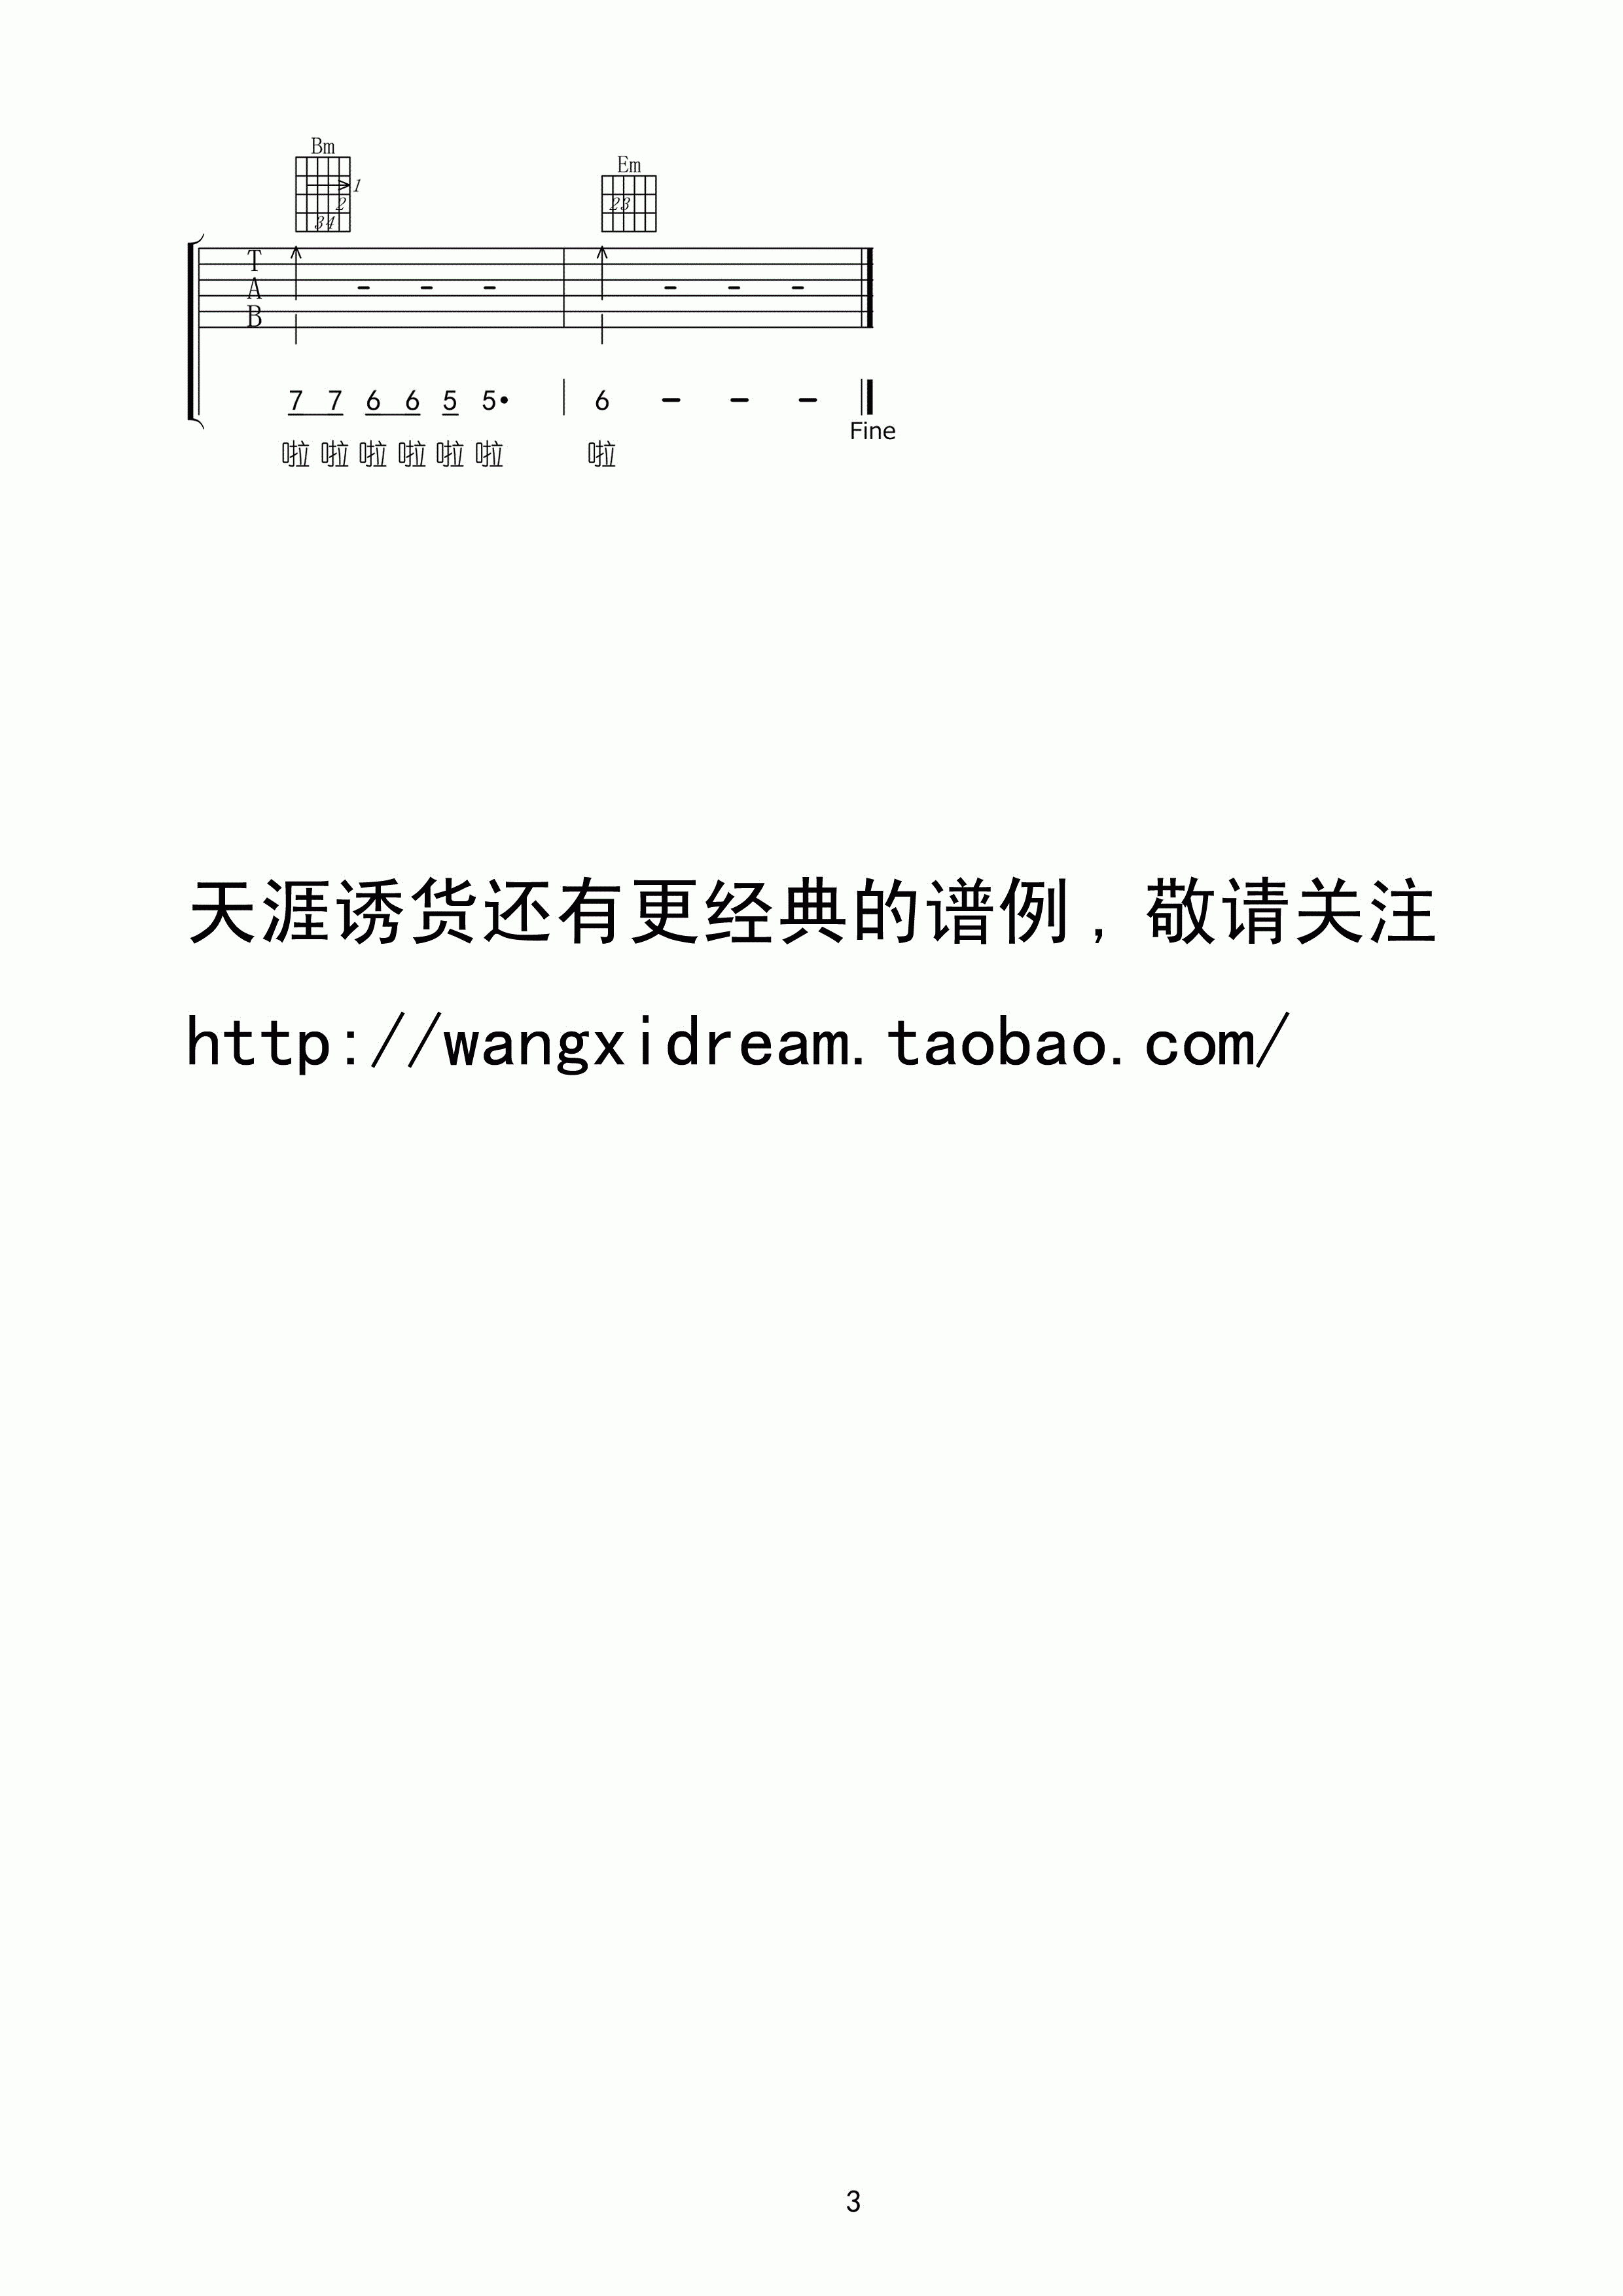 Bm Em
1
2 23
34
T
A
B
7 7 6 6 5 5• 6 - - -
Fine
啦 啦 啦 啦 啦 啦 啦
天涯诱货还有更经典的谱例，敬请关注
http://wangxidream.taobao.com/
3